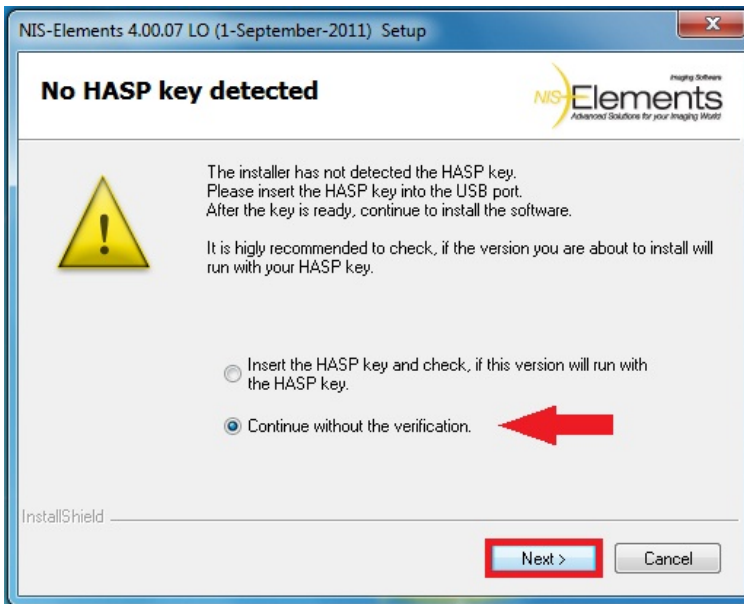 NIS-Elements 4.00.07 LO (1-September-2011) Setup
No HASP key detected
Imaging Software
NIS Elements
Advanced Solutions for your Imaging World
The installer has not detected the HASP key.
Please insert the HASP key into the USB port.
After the key is ready, continue to install the software.
It is higly recommended to check, if the version you are about to install will
run with your HASP key.
Insert the HASP key and check, if this version will run with
the HASP key.
Continue without the verification.
InstallShield
Next >
Cancel